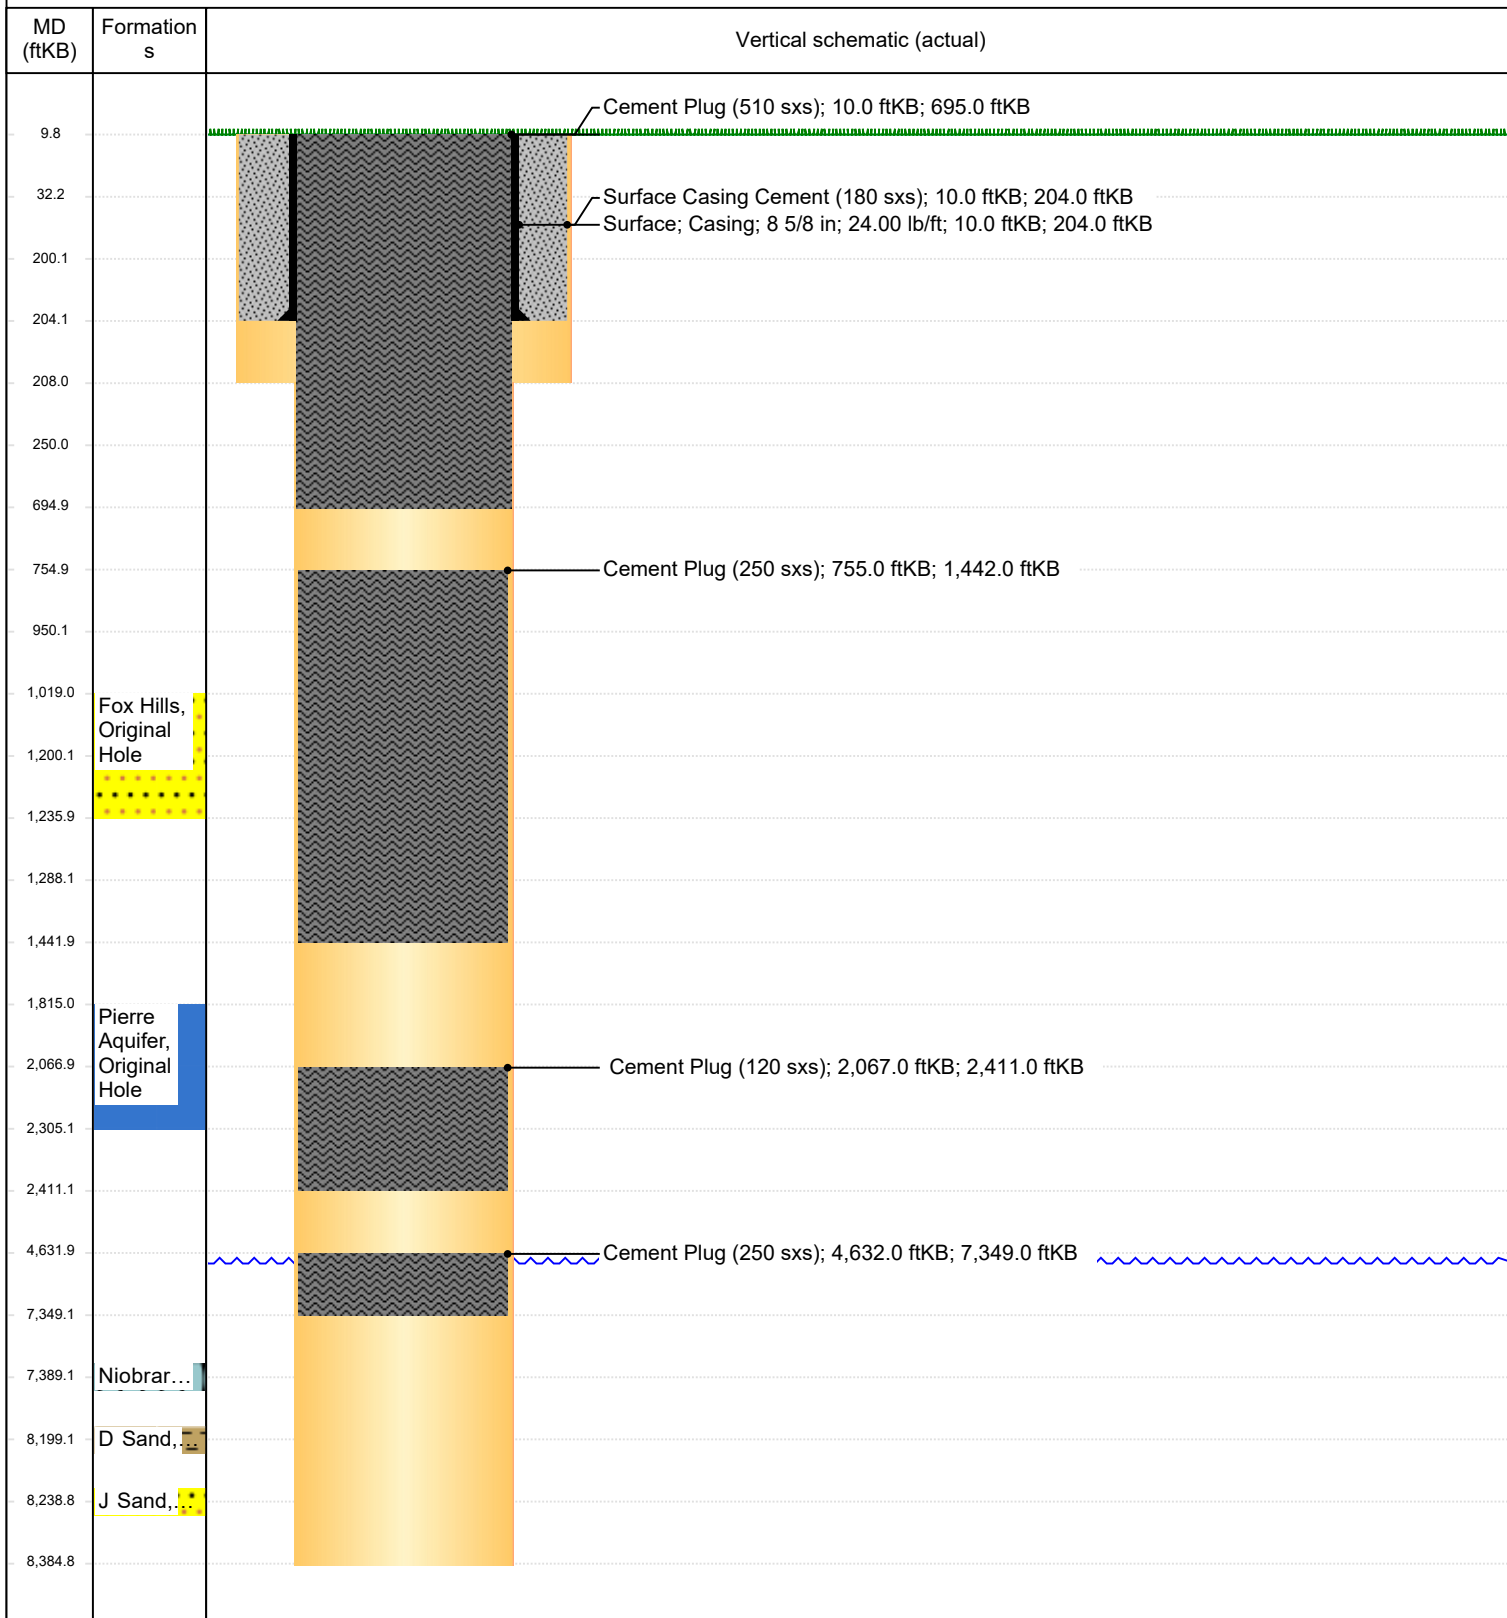 MD
(ftKB)
Formation
s
Vertical schematic (actual)
Cement Plug (510 sxs); 10.0 ftKB; 695.0 ftKB
9.8
32.2
Surface Casing Cement (180 sxs); 10.0 ftKB; 204.0 ftKB
Surface; Casing; 8 5/8 in; 24.00 lb/ft; 10.0 ftKB; 204.0 ftKB
200.1
204.1
208.0
250.0
694.9
754.9
Cement Plug (250 sxs); 755.0 ftKB; 1,442.0 ftKB
950.1
1,019.0
Fox Hills,
Original
Hole
1,200.1
1,235.9
1,288.1
1,441.9
1,815.0
Pierre
Aquifer,
Original
Hole
2,066.9
Cement Plug (120 sxs); 2,067.0 ftKB; 2,411.0 ftKB
2,305.1
2,411.1
4,631.9
Cement Plug (250 sxs); 4,632.0 ftKB; 7,349.0 ftKB
7,349.1
7,389.1
Niobrar...
8,199.1
D Sand,...
8,238.8
J Sand,...
8,384.8